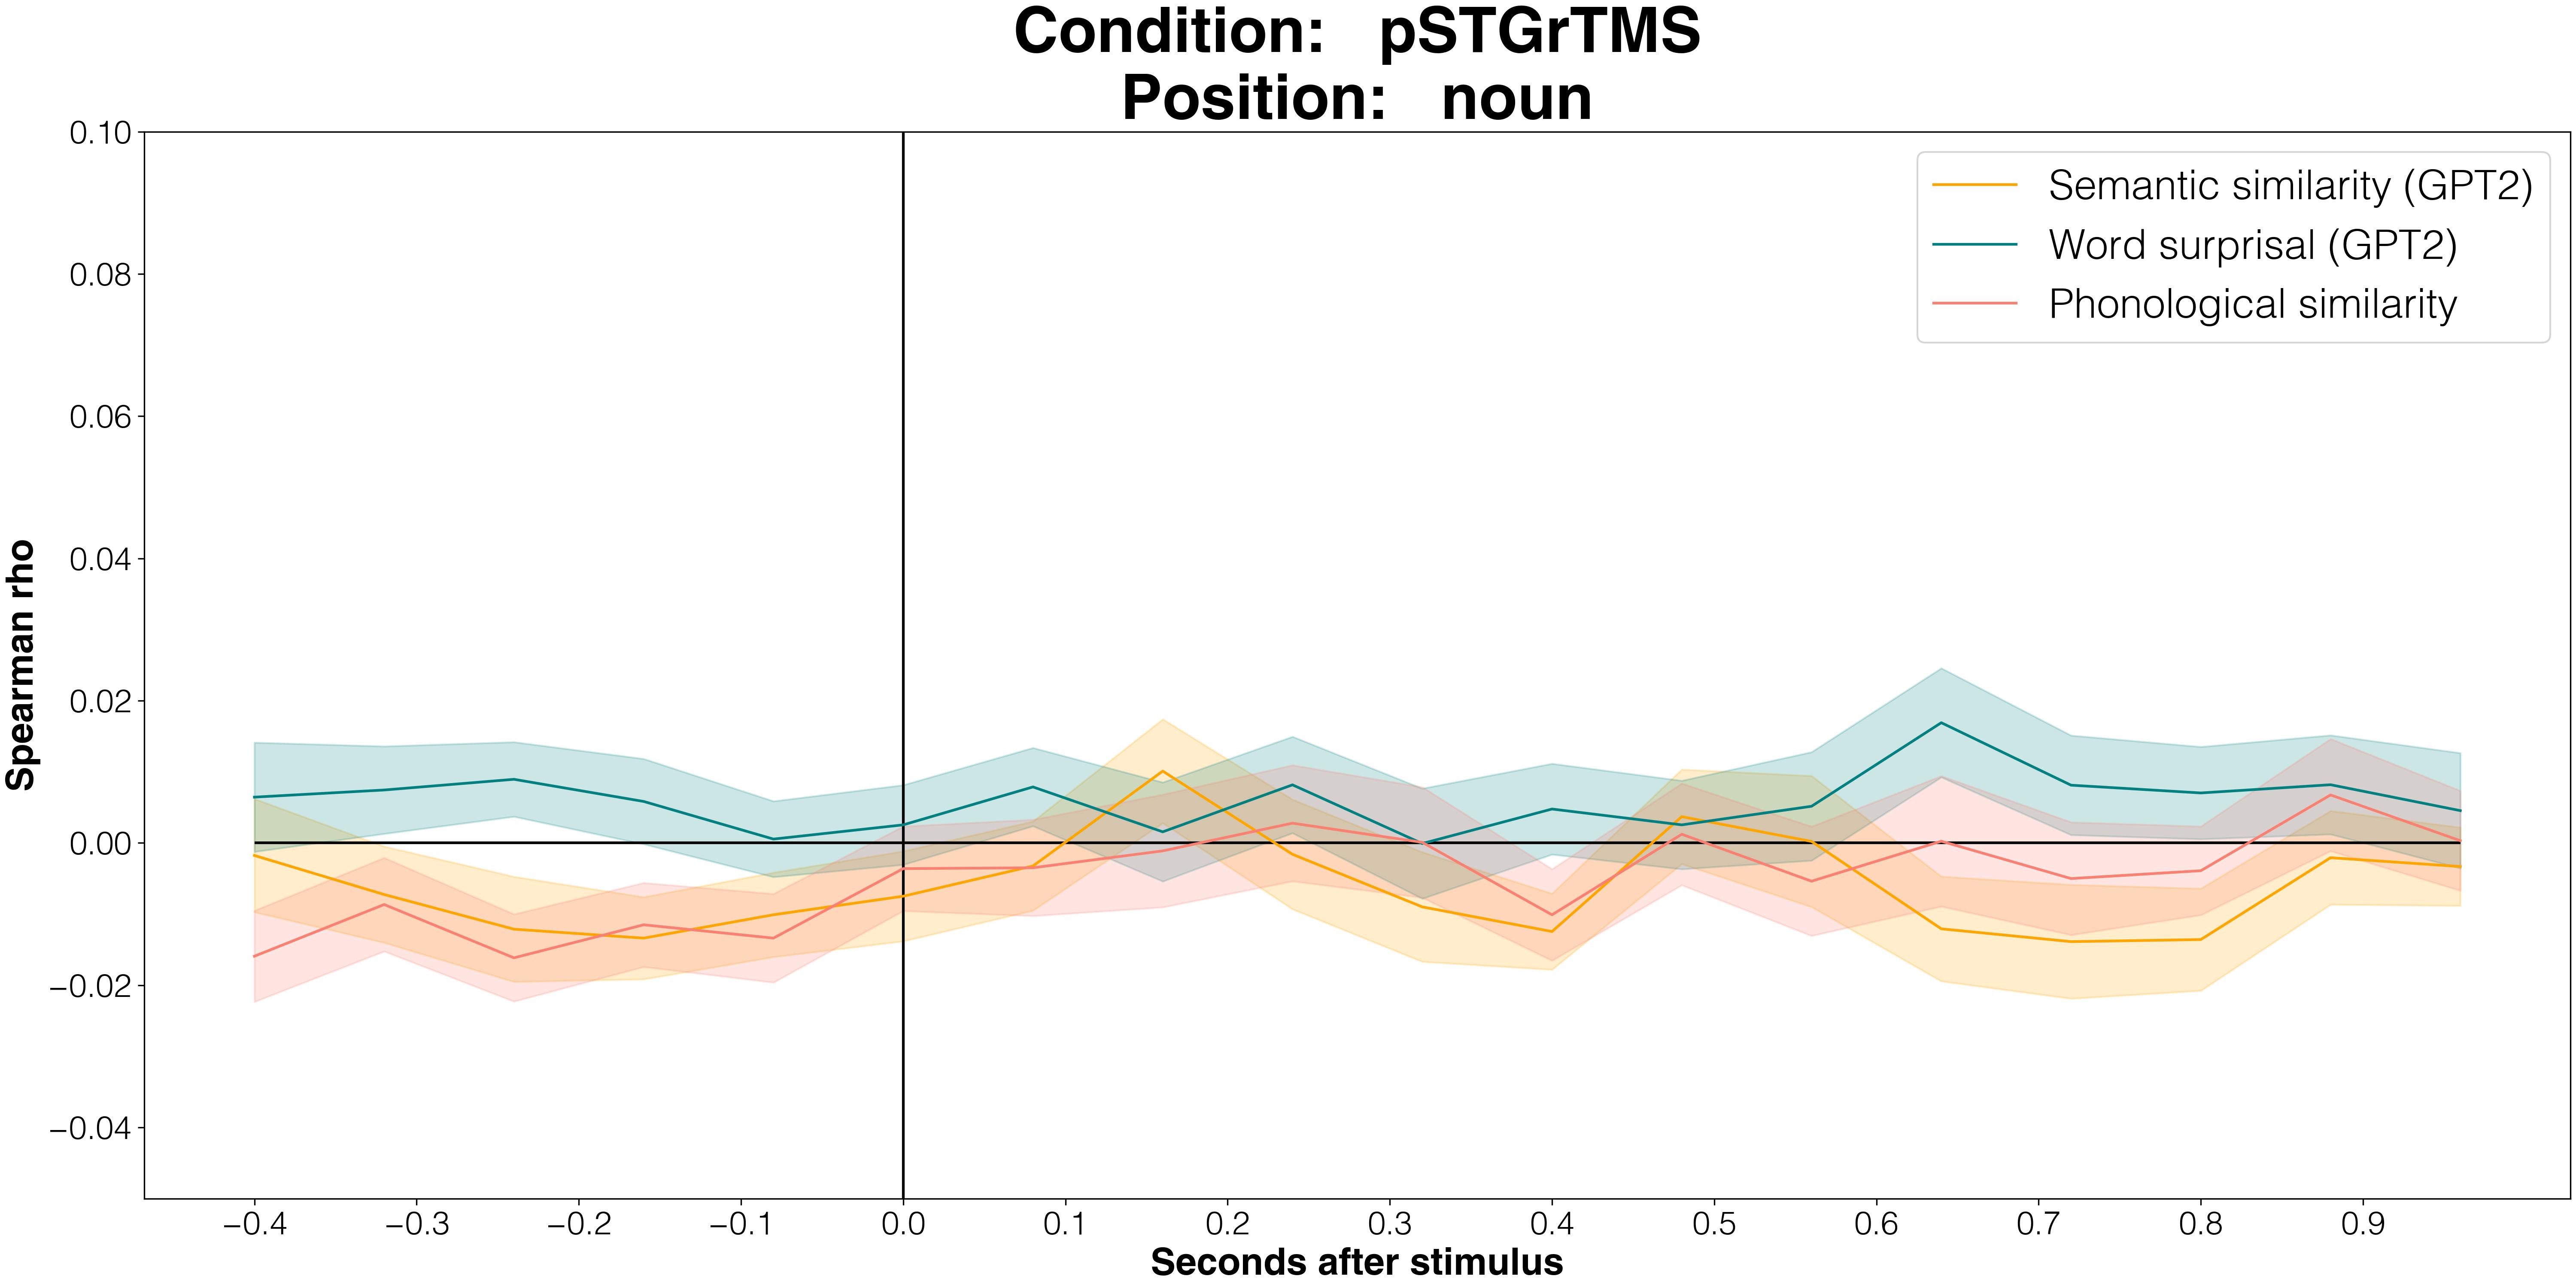 Condition:   pSTGrTMS
Position:   noun
0.10
0.08
0.06
0.04
0.02
0.00
−0.02
−0.04
Spearman rho
Semantic similarity (GPT2)
Word surprisal (GPT2)
Phonological similarity
−0.4 −0.3 −0.2 −0.1 0.0 0.1 0.2 0.3 0.4 0.5 0.6 0.7 0.8 0.9
Seconds after stimulus